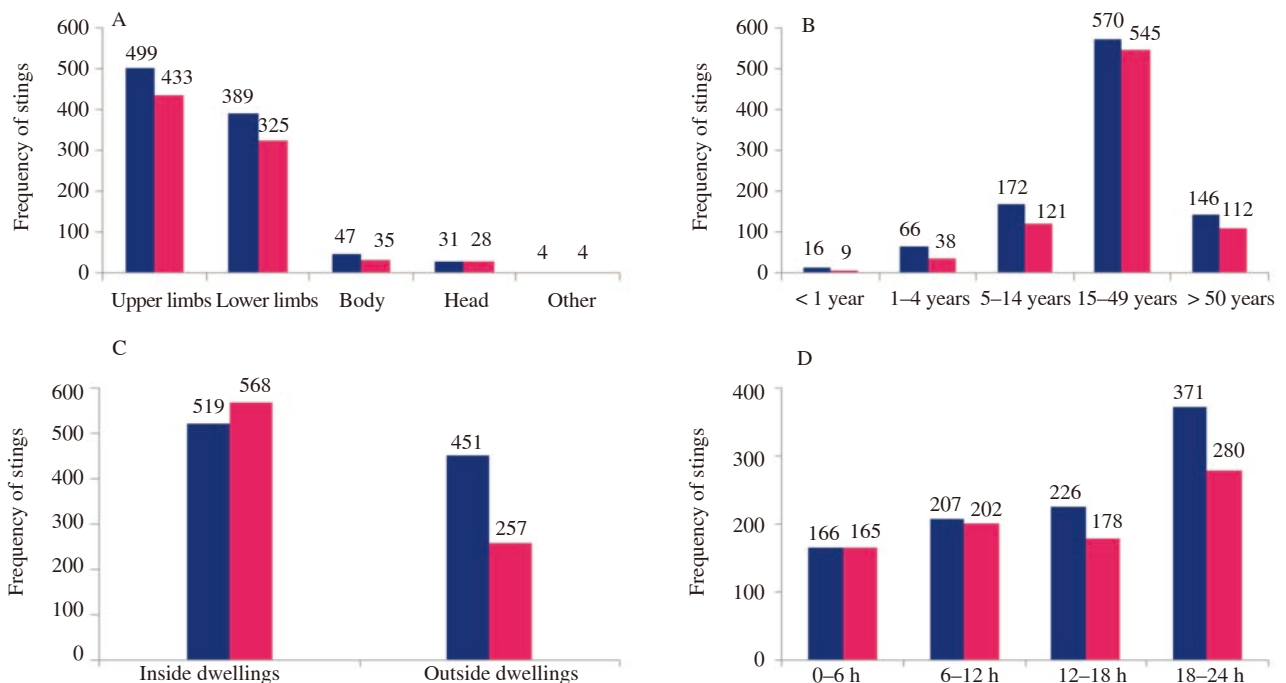 A
Frequency of stings
600
500
400
300
200
100
0
499
433
389
325
47
35
31
28
4
4
Upper limbs
Lower limbs
Body
Head
Other
B
Frequency of stings
600
500
400
300
200
100
0
16
9
66
38
172
121
570
545
146
112
< 1 year
1–4 years
5–14 years
15–49 years
> 50 years
C
Frequency of stings
600
500
400
300
200
100
0
519
568
451
257
Inside dwellings
Outside dwellings
D
Frequency of stings
400
300
200
100
0
166
165
207
202
226
178
371
280
0–6 h
6–12 h
12–18 h
18–24 h